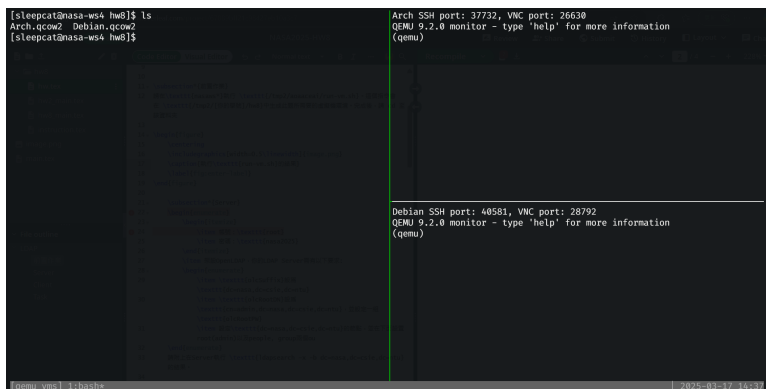 [sleepcat@nasa-ws4 hw8]$ ls
Arch.qcow2  Debian.qcow2
[sleepcat@nasa-ws4 hw8]$
Arch SSH port: 37732, VNC port: 26630
QEMU 9.2.0 monitor - type 'help' for more information
(qemu)
Debian SSH port: 40581, VNC port: 28792
QEMU 9.2.0 monitor - type 'help' for more information
(qemu)
[qemu_vms] 1:bash*
2025-03-17 14:37